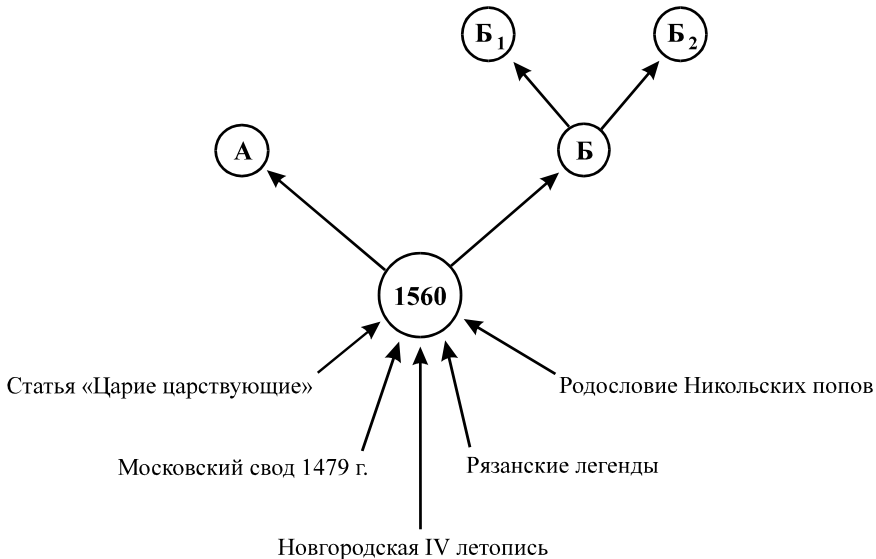 Б1 Б2
А Б
1560
Статья «Царие царствующие» Родословие Никольских попов
Московский свод 1479 г. Рязанские легенды
Новгородская IV летопись